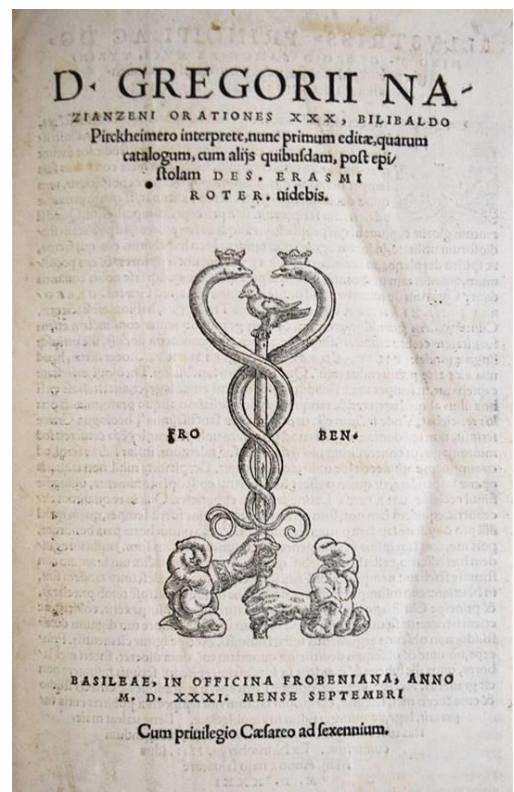 D· GREGORII NA-
ZIANZENI ORATIONES XXX, BILIBALDO
Pirckheimero interprete, nunc primum editæ, quarum
catalogum, cum alijs quibusdam, post epi/
stolam DES. ERASMI
ROTER. uidebis.
FRO BEN·
BASILEAE, IN OFFICINA FROBENIANA, ANNO
M. D. XXXI. MENSE SEPTEMBRI
Cum priuilegio Cæsareo ad sexennium.